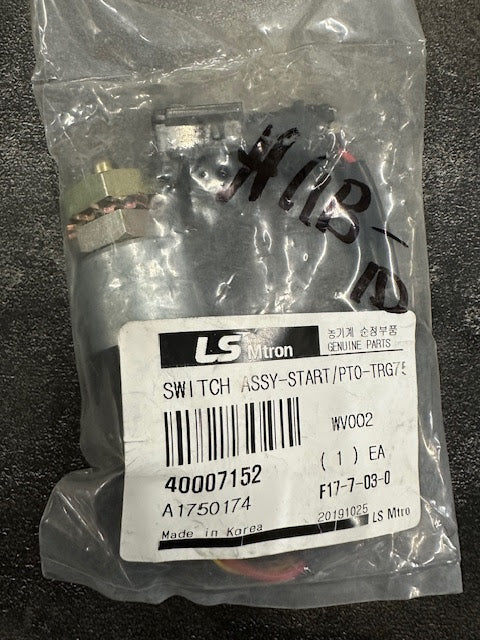 LS Mtron
농기계 순정부품
GENUINE PARTS
SWITCH ASSY-START/PTO-TRG75
WV002
40007152
( 1 ) EA
A1750174
F17-7-03-0
Made in Korea
20191025
LS Mtro